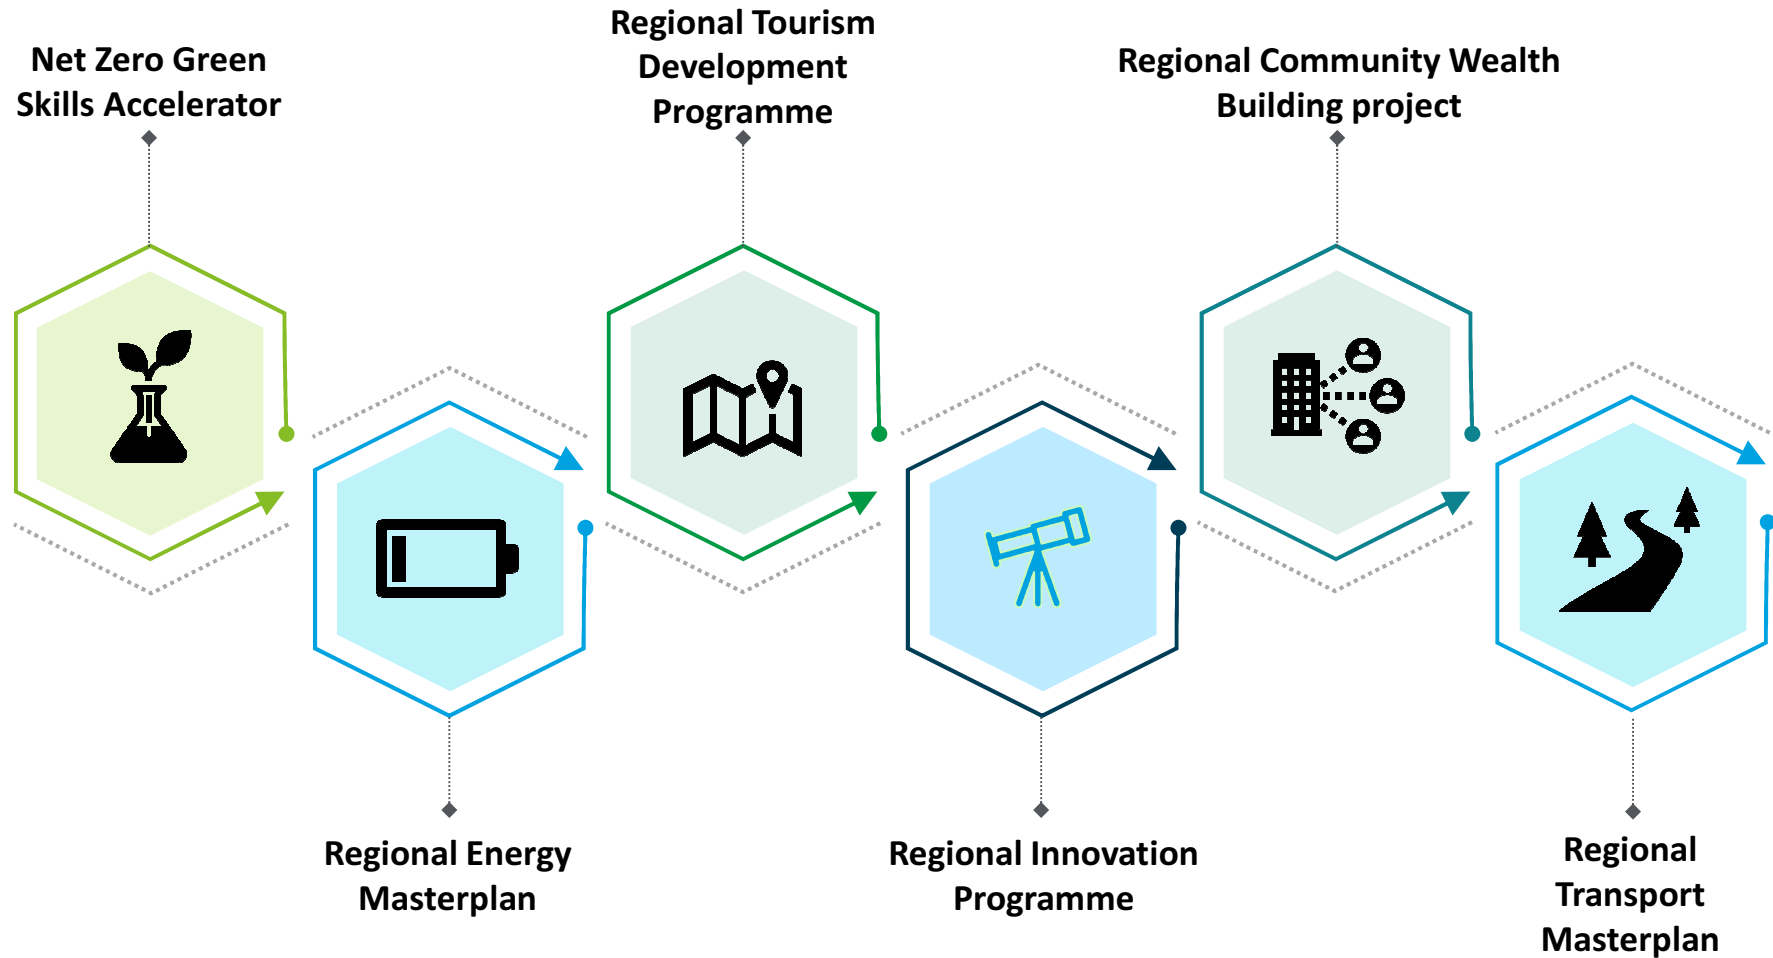 Net Zero Green
Skills Accelerator
Regional Tourism
Development
Programme
Regional Community Wealth
Building project
Regional Energy
Masterplan
Regional Innovation
Programme
Regional
Transport
Masterplan